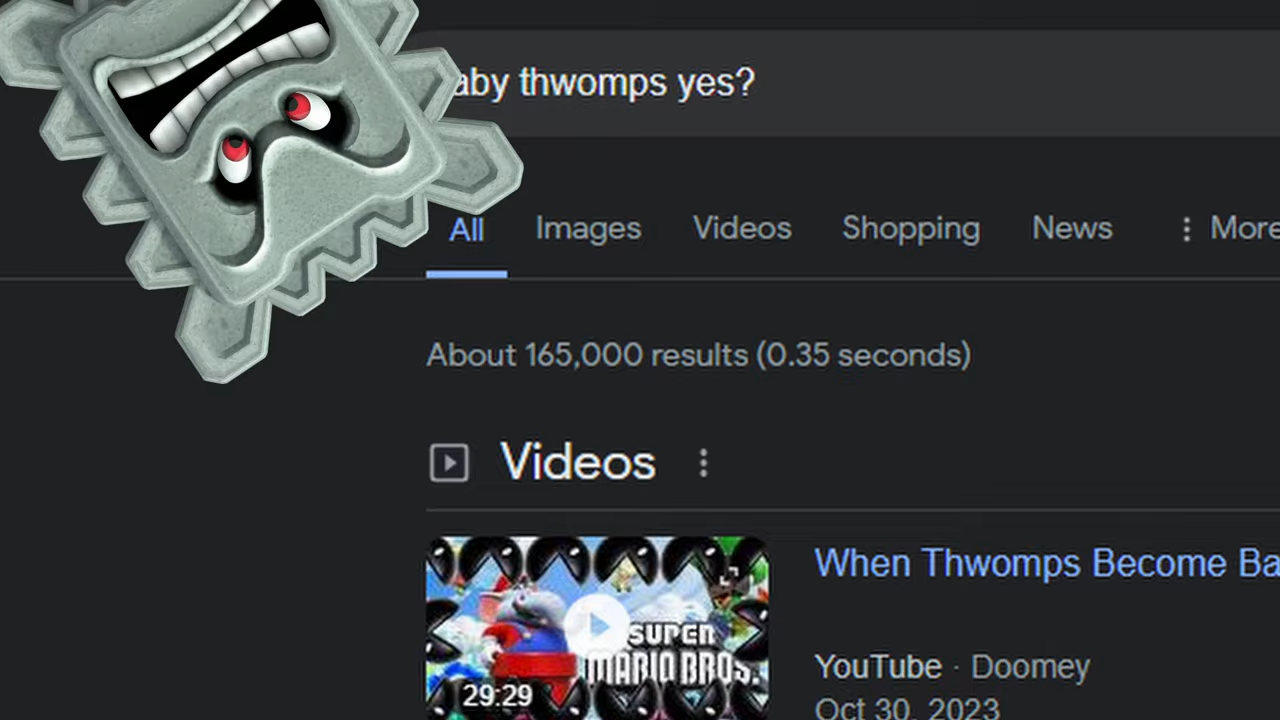 aby thwomps yes?
All Images Videos Shopping News More
About 165,000 results (0.35 seconds)
Videos
When Thwomps Become Ba
SUPER
MARIO BROS.
29:29
YouTube · Doomey
Oct 30, 2023